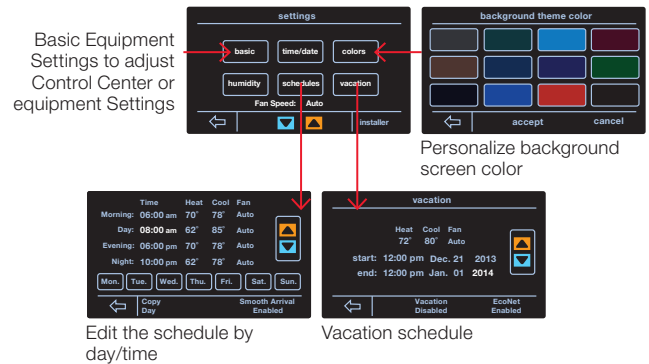 Basic Equipment
Settings to adjust
Control Center or
equipment Settings
settings
basic time/date colors
humidity schedules vacation
Fan Speed: Auto
installer
background theme color
accept cancel
Personalize background
screen color
Time Heat Cool Fan
Morning: 06:00 am 70° 78° Auto
Day: 08:00 am 62° 85° Auto
Evening: 06:00 pm 70° 78° Auto
Night: 10:00 pm 62° 78° Auto
Mon. Tue. Wed. Thu. Fri. Sat. Sun.
Copy Smooth Arrival
Day Enabled
Edit the schedule by
day/time
vacation
Heat Cool Fan
72° 80° Auto
start: 12:00 pm Dec. 21 2013
end: 12:00 pm Jan. 01 2014
Vacation EcoNet
Disabled Enabled
Vacation schedule